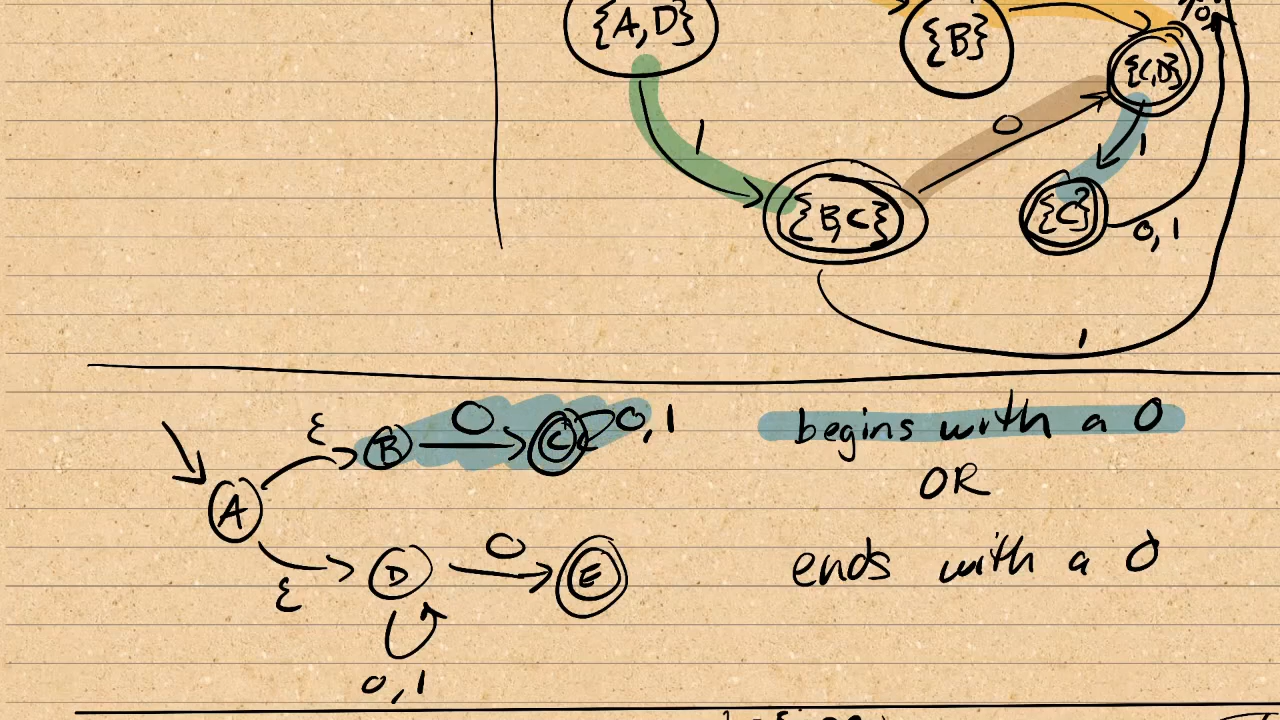 {A,D}
{B}
{C,D}
1
0
1
{B,C}
{C}
0,1
1
ε
B
0
C
0,1
begins with a 0
A
OR
ε
D
0
E
ends with a 0
0,1